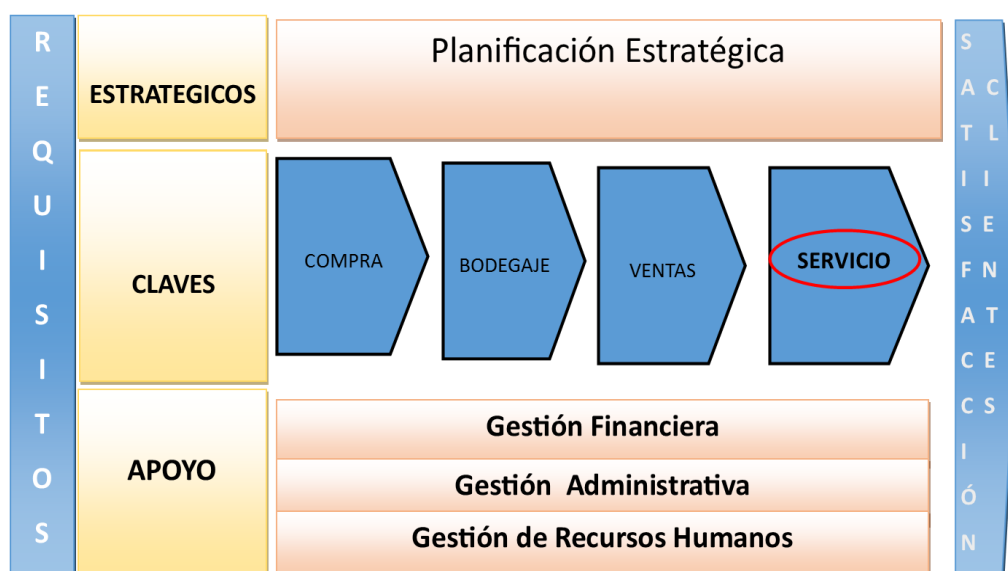 REQUISITOS
ESTRATEGICOS
Planificación Estratégica
CLAVES
COMPRA
BODEGAJE
VENTAS
SERVICIO
APOYO
Gestión Financiera
Gestión Administrativa
Gestión de Recursos Humanos
SATISFACCIÓN
CLIENTES